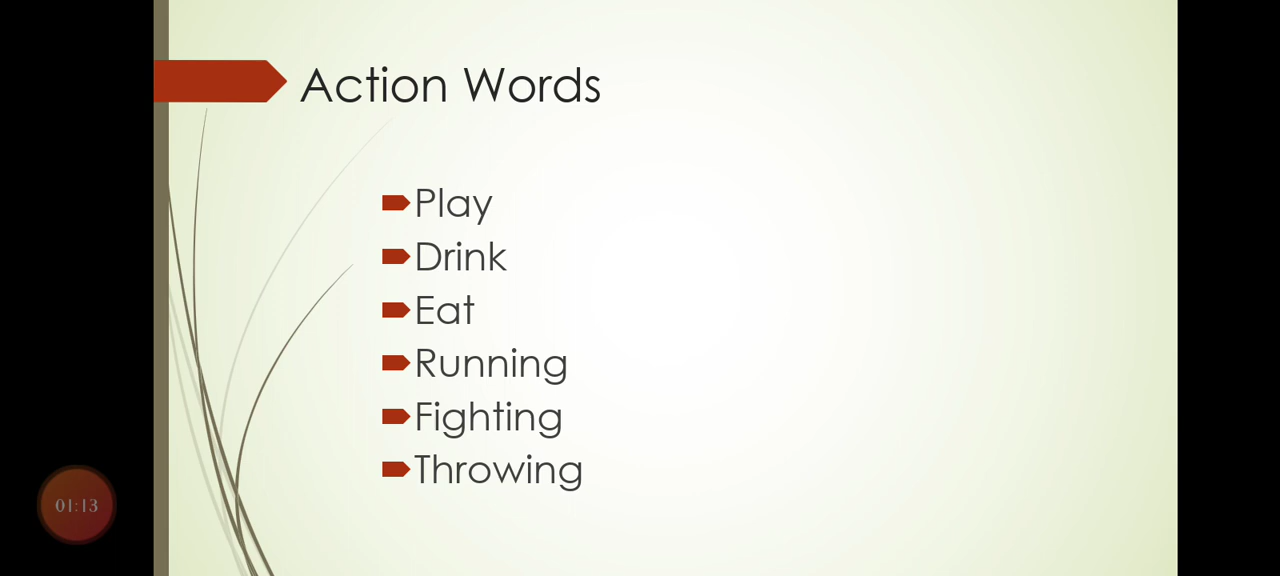 Action Words
Play
Drink
Eat
Running
Fighting
Throwing
01:13